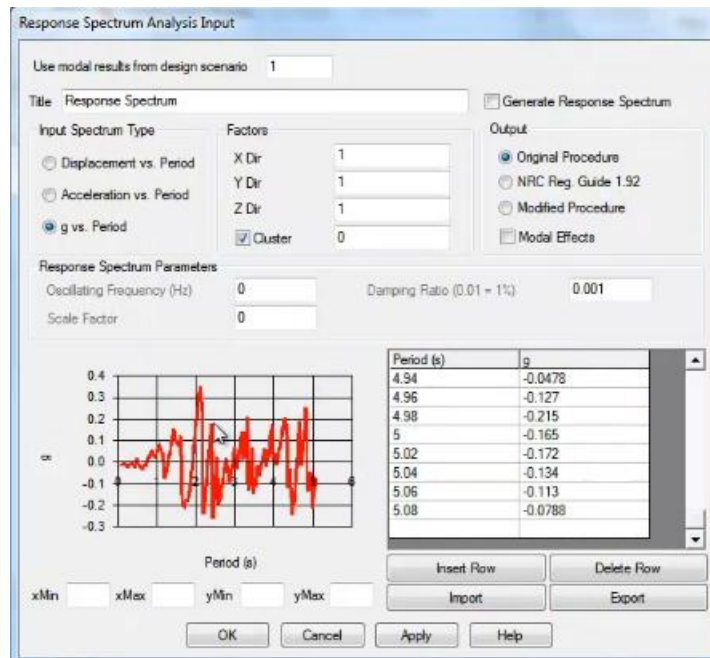 Response Spectrum Analysis Input
Use modal results from design scenario 1
Title Response Spectrum
Generate Response Spectrum
Input Spectrum Type
Displacement vs. Period
Acceleration vs. Period
g vs. Period
Factors
X Dir 1
Y Dir 1
Z Dir 1
Cluster 0
Output
Original Procedure
NRC Reg. Guide 1.92
Modified Procedure
Modal Effects
Response Spectrum Parameters
Oscillating Frequency (Hz) 0
Damping Ratio (0.01 = 1%) 0.001
Scale Factor 0
g
0.4
0.3
0.2
0.1
0.0
-0.1
-0.2
-0.3
0 1 2 3 4 5 6
Period (s)
Period (s) g
4.94 -0.0478
4.96 -0.127
4.98 -0.215
5 -0.165
5.02 -0.172
5.04 -0.134
5.06 -0.113
5.08 -0.0788
Insert Row Delete Row
Import Export
xMin xMax yMin yMax
OK Cancel Apply Help